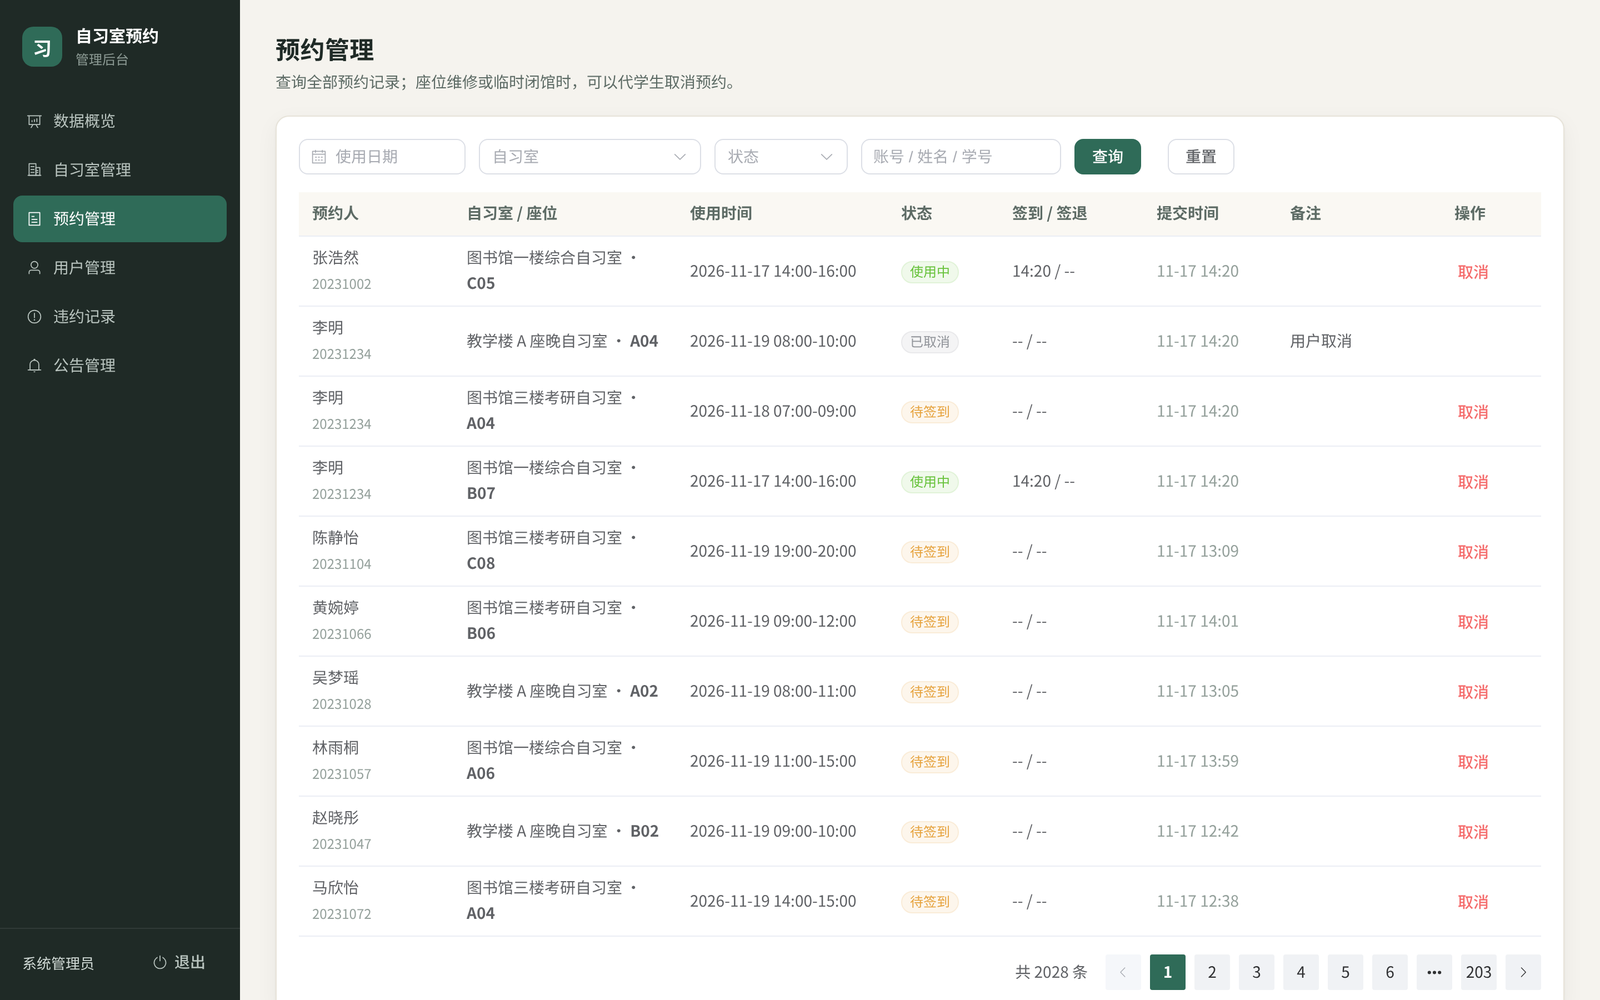 习
自习室预约
管理后台
数据概览
自习室管理
预约管理
用户管理
违约记录
公告管理
系统管理员
退出
预约管理
查询全部预约记录；座位维修或临时闭馆时，可以代学生取消预约。
使用日期 自习室 状态 账号 / 姓名 / 学号 查询 重置
预约人 自习室 / 座位 使用时间 状态 签到 / 签退 提交时间 备注 操作
张浩然 20231002 图书馆一楼综合自习室 · C05 2026-11-17 14:00-16:00 使用中 14:20 / -- 11-17 14:20 取消
李明 20231234 教学楼 A 座晚自习室 · A04 2026-11-19 08:00-10:00 已取消 -- / -- 11-17 14:20 用户取消
李明 20231234 图书馆三楼考研自习室 · A04 2026-11-18 07:00-09:00 待签到 -- / -- 11-17 14:20 取消
李明 20231234 图书馆一楼综合自习室 · B07 2026-11-17 14:00-16:00 使用中 14:20 / -- 11-17 14:20 取消
陈静怡 20231104 图书馆三楼考研自习室 · C08 2026-11-19 19:00-20:00 待签到 -- / -- 11-17 13:09 取消
黄婉婷 20231066 图书馆三楼考研自习室 · B06 2026-11-19 09:00-12:00 待签到 -- / -- 11-17 14:01 取消
吴梦瑶 20231028 教学楼 A 座晚自习室 · A02 2026-11-19 08:00-11:00 待签到 -- / -- 11-17 13:05 取消
林雨桐 20231057 图书馆一楼综合自习室 · A06 2026-11-19 11:00-15:00 待签到 -- / -- 11-17 13:59 取消
赵晓彤 20231047 教学楼 A 座晚自习室 · B02 2026-11-19 09:00-10:00 待签到 -- / -- 11-17 12:42 取消
马欣怡 20231072 图书馆三楼考研自习室 · A04 2026-11-19 14:00-15:00 待签到 -- / -- 11-17 12:38 取消
共 2028 条 1 2 3 4 5 6 ••• 203